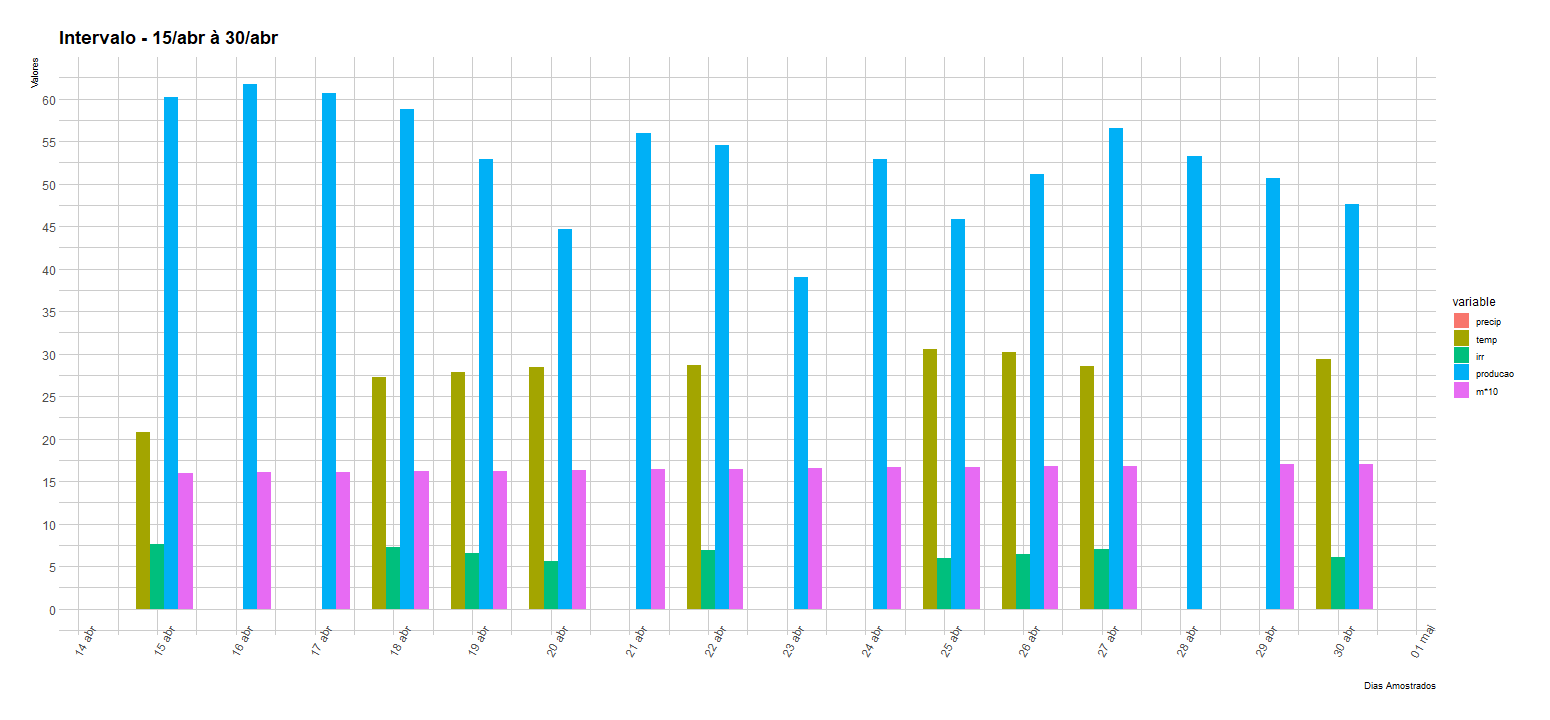 Intervalo - 15/abr à 30/abr
Valores
60
55
50
45
40
35
30
25
20
15
10
5
0
14 abr
15 abr
16 abr
17 abr
18 abr
19 abr
20 abr
21 abr
22 abr
23 abr
24 abr
25 abr
26 abr
27 abr
28 abr
29 abr
30 abr
01 mai
Dias Amostrados
variable
precip
temp
irr
producao
m*10